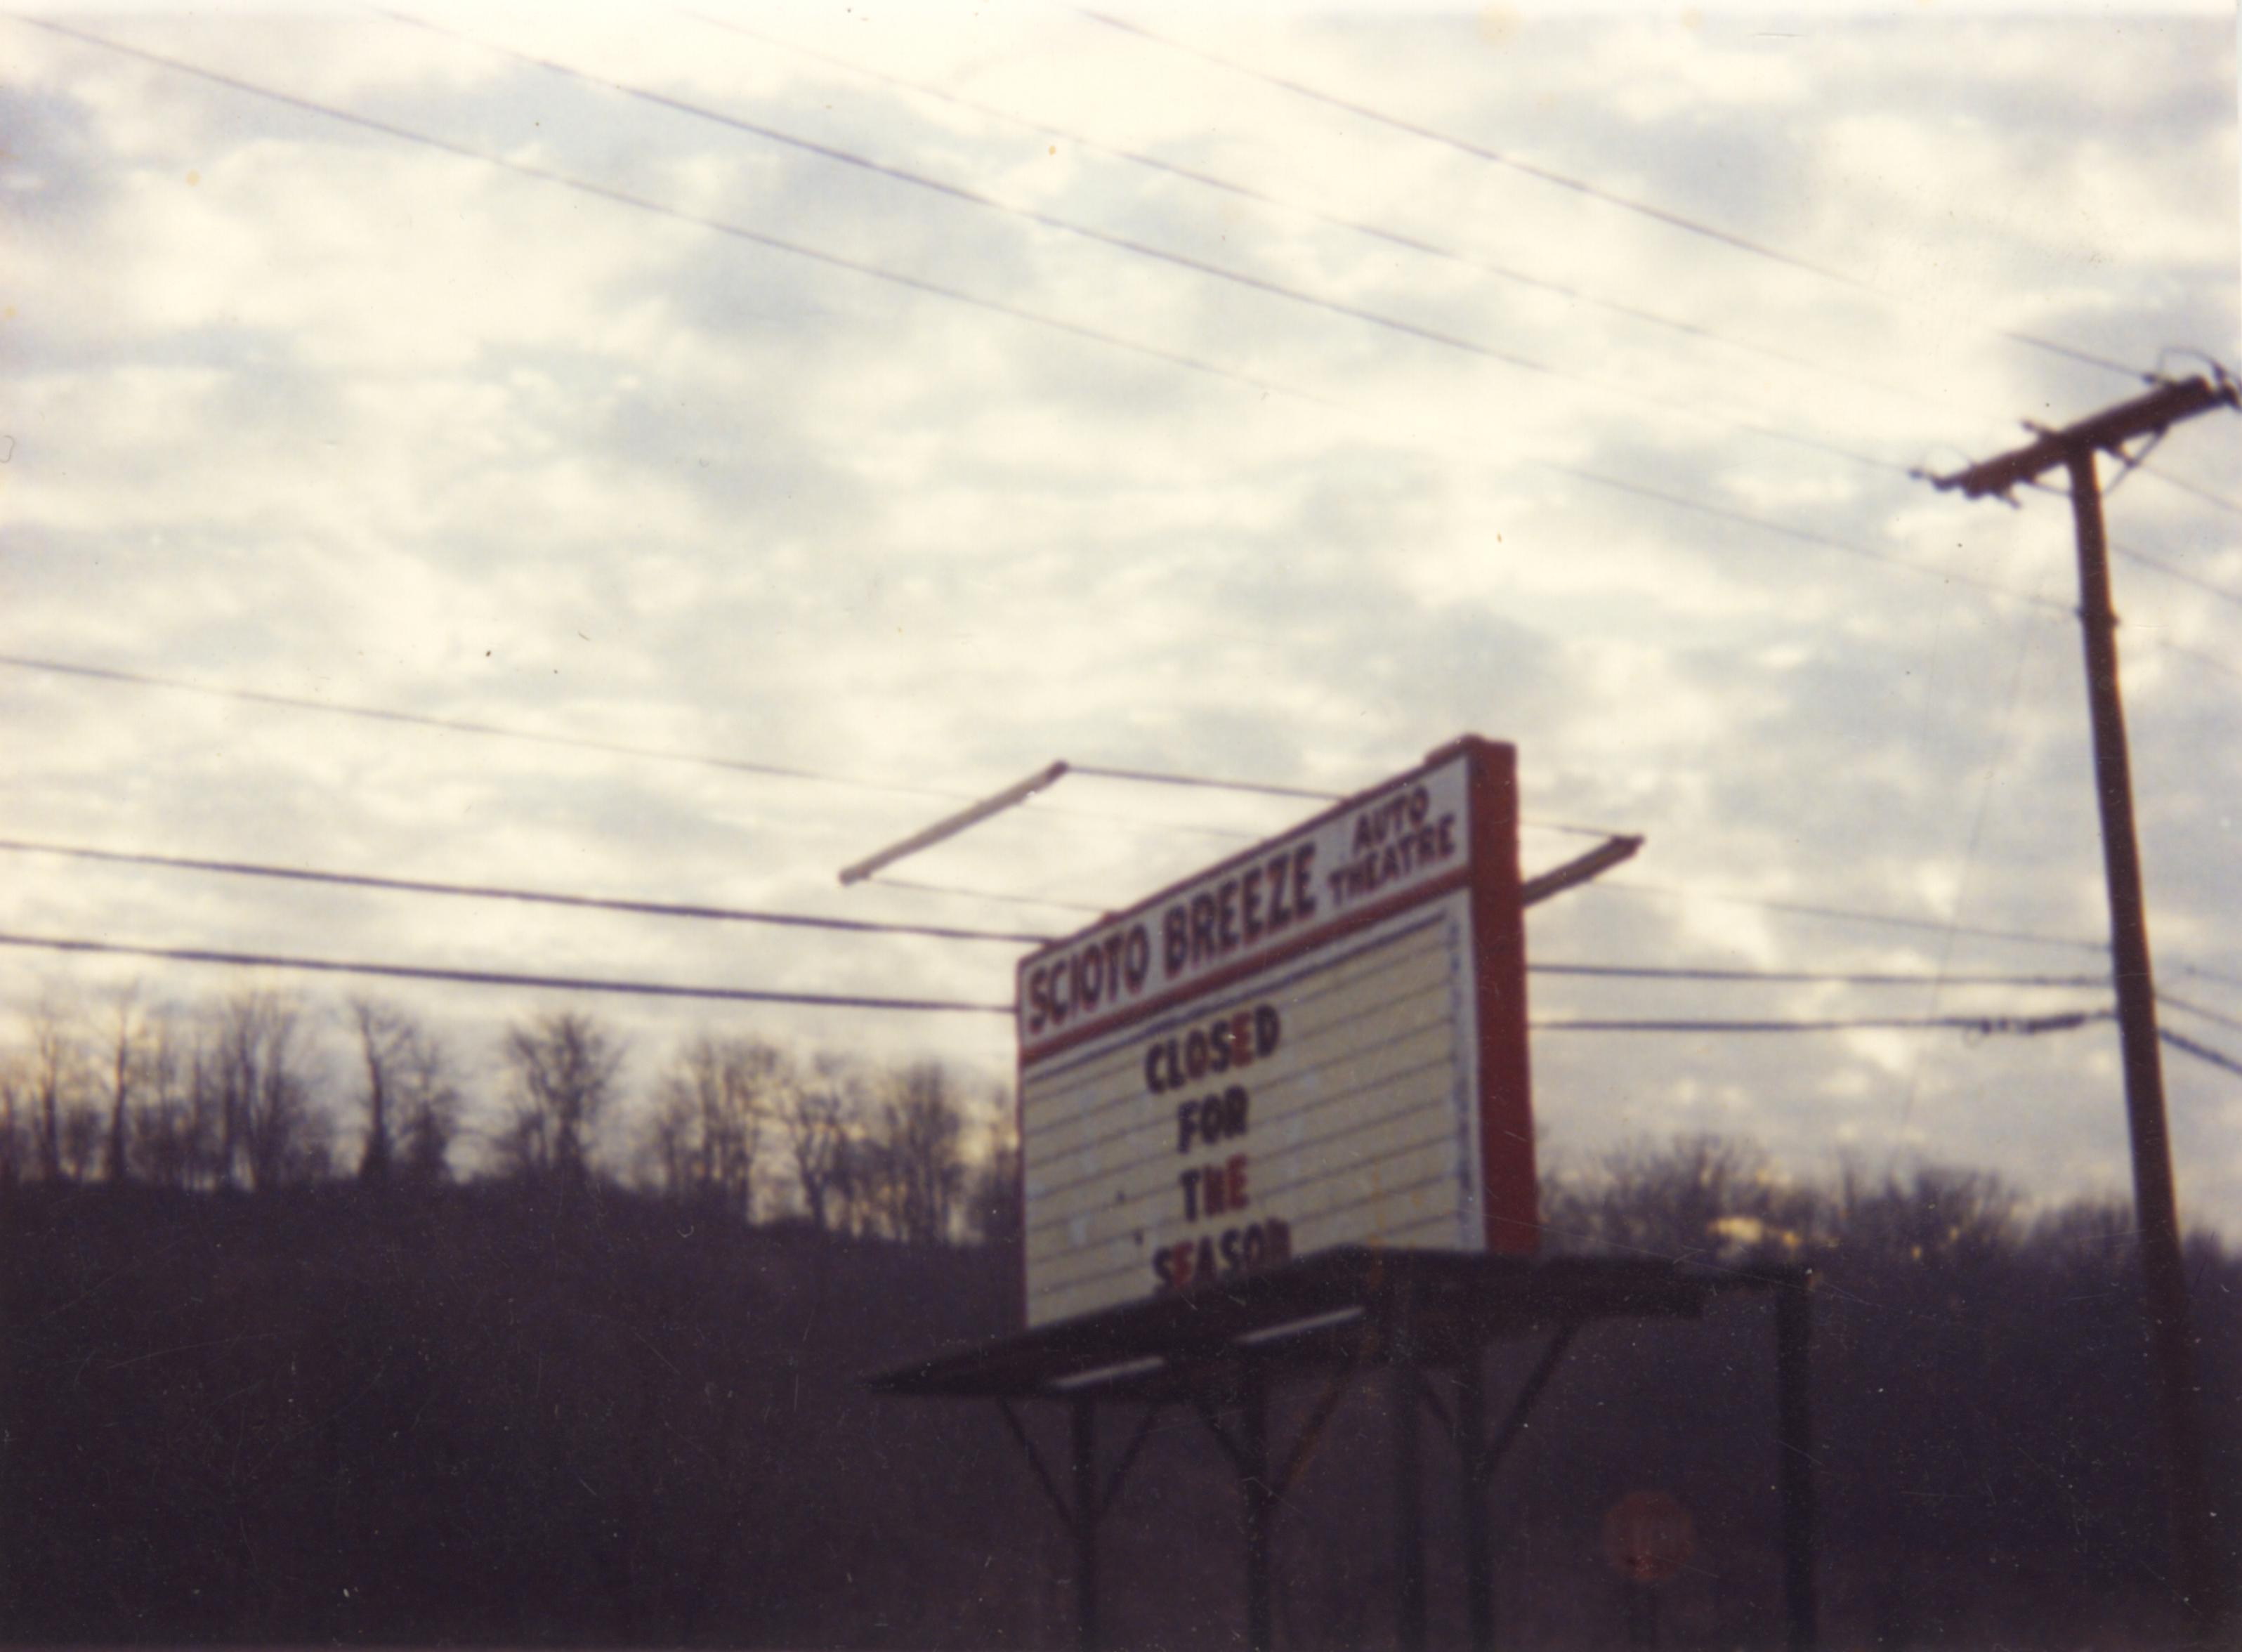 SCIOTO BREEZE AUTO
THEATRE
CLOSED
FOR
THE
SEASON